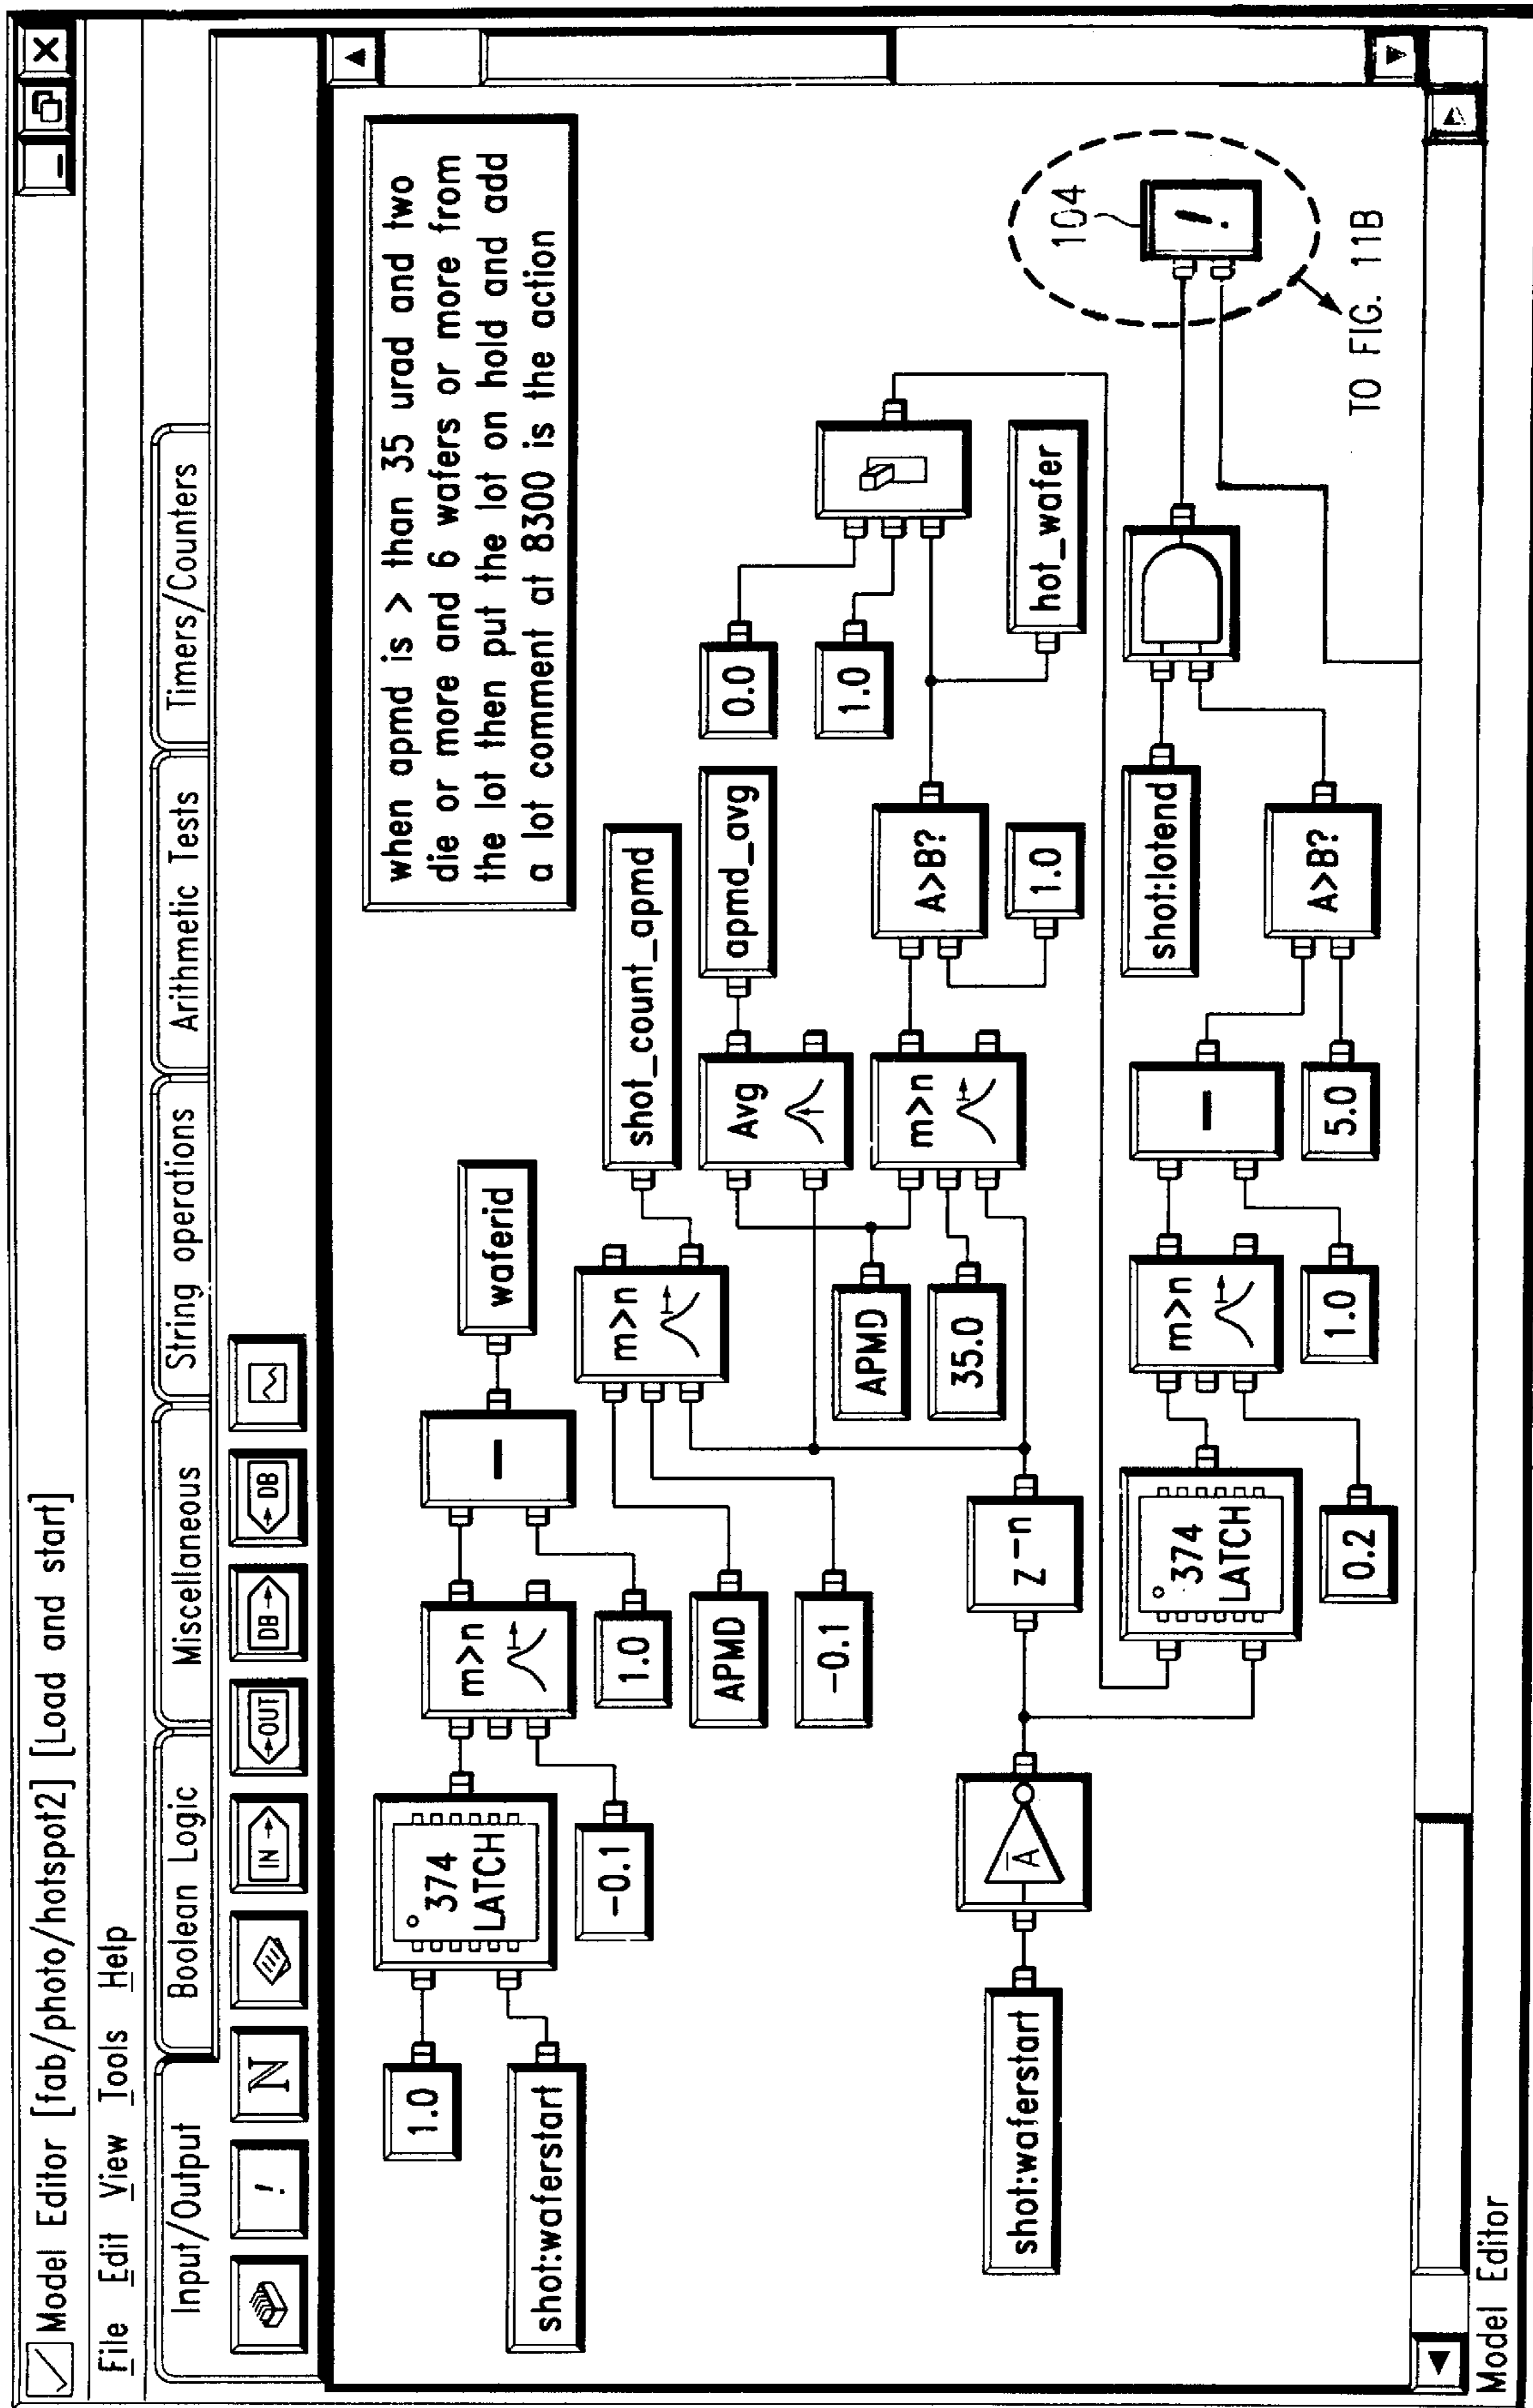 Model Editor [fab/photo/hotspot2] [Load and start]
File Edit View Tools Help
Input/Output Boolean Logic Miscellaneous String operations Arithmetic Tests Timers/Counters
! N IN→ ←OUT DB→ ←DB
when apmd is > than 35 urad and two
die or more and 6 wafers or more from
the lot then put the lot on hold and add
a lot comment at 8300 is the action
1.0
shot:waferstart
374
LATCH
-0.1
m>n
1.0
–
waferid
APMD
-0.1
m>n
shot_count_apmd
Avg
apmd_avg
APMD
35.0
m>n
A>B?
1.0
0.0
1.0
hot_wafer
shot:waferstart
A
z-n
374
LATCH
0.2
m>n
1.0
–
5.0
A>B?
shot:lotend
104
!.
TO FIG. 11B
Model Editor